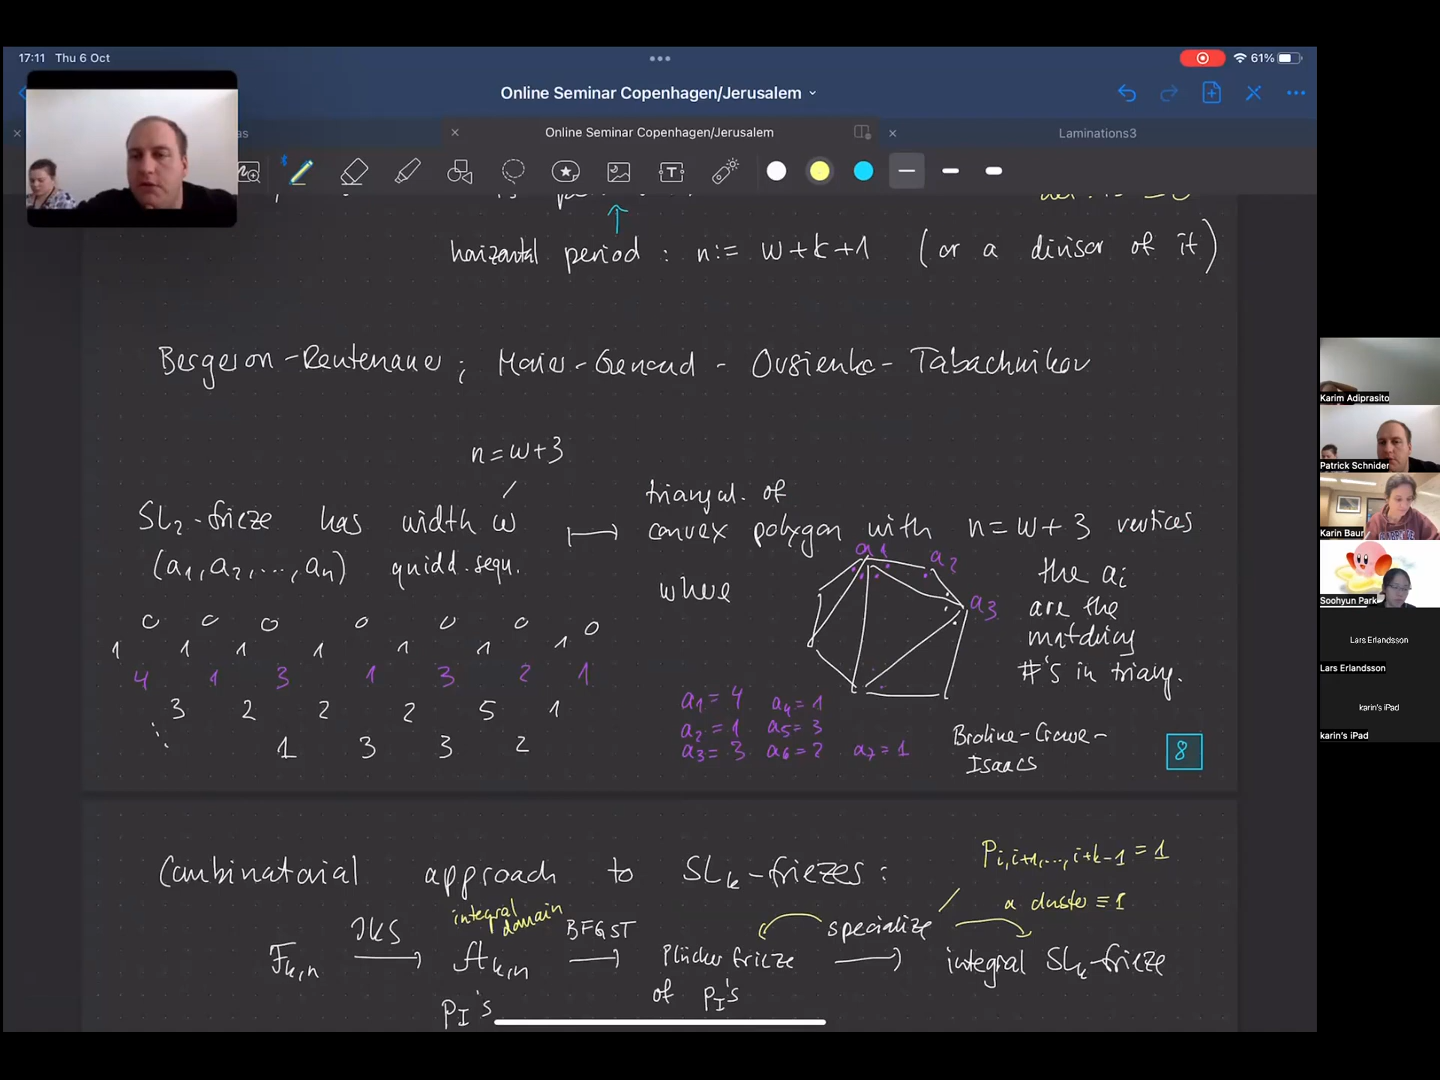 17:11 Thu 6 Oct
61%
Online Seminar Copenhagen/Jerusalem
as
Online Seminar Copenhagen/Jerusalem
Laminations3
horizontal period : n := w+k+1 (or a divisor of it)
Bergeron-Reutenauer ; Morier-Genoud - Ovsienko - Tabachnikov
n = w+3
SL₂-frieze has width w ⟼ triangul. of convex polygon with n = w+3 vertices
(a₁, a₂, ..., aₙ) quidd. sequ.
where
a₁
a₂
a₃
the aᵢ
are the
matching
#'s in triang.
0 0 0 0 0 0 0
1 1 1 1 1 1 1
4 1 3 1 3 2 1
3 2 2 2 5 1
1 3 3 2
a₁ = 4 a₄ = 1
a₂ = 1 a₅ = 3
a₃ = 3 a₆ = 2 a₇ = 1
Broline-Crowe-
Isaacs
8
Combinatorial approach to SLₖ-friezes :
Pᵢ,ᵢ₊₁,...,ᵢ₊ₖ₋₁ = 1
a cluster ≡ 1
integral domain
Fₖ,ₙ JKS ⟶ Aₖ,ₙ BFGST ⟶ Plücker frieze specialize ⟶ integral SLₖ-frieze
p_I's
of p_I's
Karim Adiprasito
Patrick Schnider
Karin Baur
Soohyun Park
Lars Erlandsson
Lars Erlandsson
karin's iPad
karin's iPad